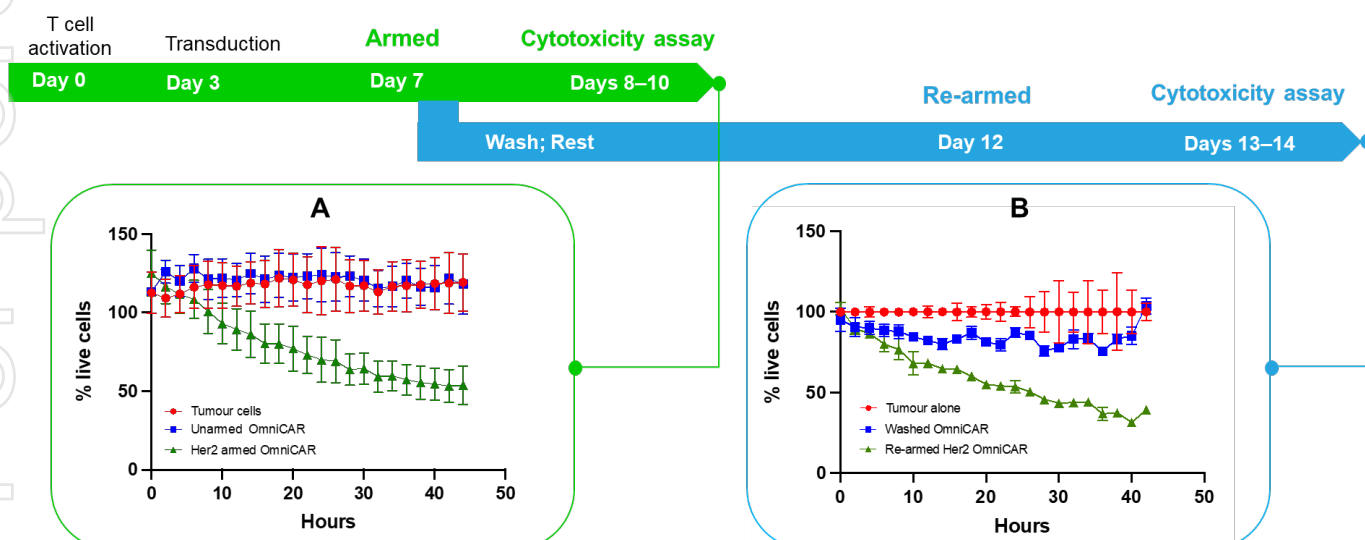 T cell
activation
Transduction
Armed
Cytotoxicity assay
Day 0
Day 3
Day 7
Days 8–10
Re-armed
Cytotoxicity assay
Wash; Rest
Day 12
Days 13–14
A
% live cells
150
100
50
0
Tumour cells
Unarmed OmniCAR
Her2 armed OmniCAR
0
10
20
30
40
50
Hours
B
% live cells
150
100
50
0
Tumour alone
Washed OmniCAR
Re-armed Her2 OmniCAR
0
10
20
30
40
50
Hours